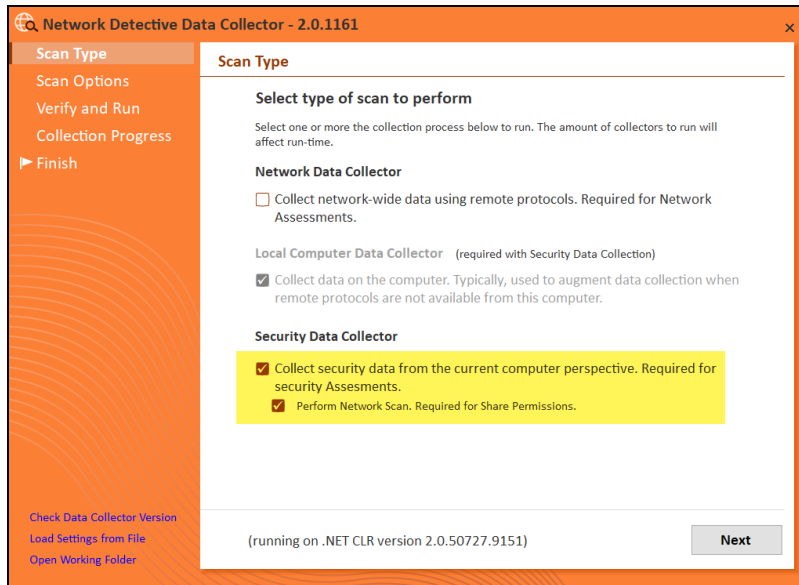 Network Detective Data Collector - 2.0.1161
Scan Type
Scan Options
Verify and Run
Collection Progress
Finish
Check Data Collector Version
Load Settings from File
Open Working Folder
Scan Type
Select type of scan to perform
Select one or more the collection process below to run. The amount of collectors to run will
affect run-time.
Network Data Collector
Collect network-wide data using remote protocols. Required for Network
Assessments.
Local Computer Data Collector (required with Security Data Collection)
Collect data on the computer. Typically, used to augment data collection when
remote protocols are not available from this computer.
Security Data Collector
Collect security data from the current computer perspective. Required for
security Assesments.
Perform Network Scan. Required for Share Permissions.
(running on .NET CLR version 2.0.50727.9151)
Next